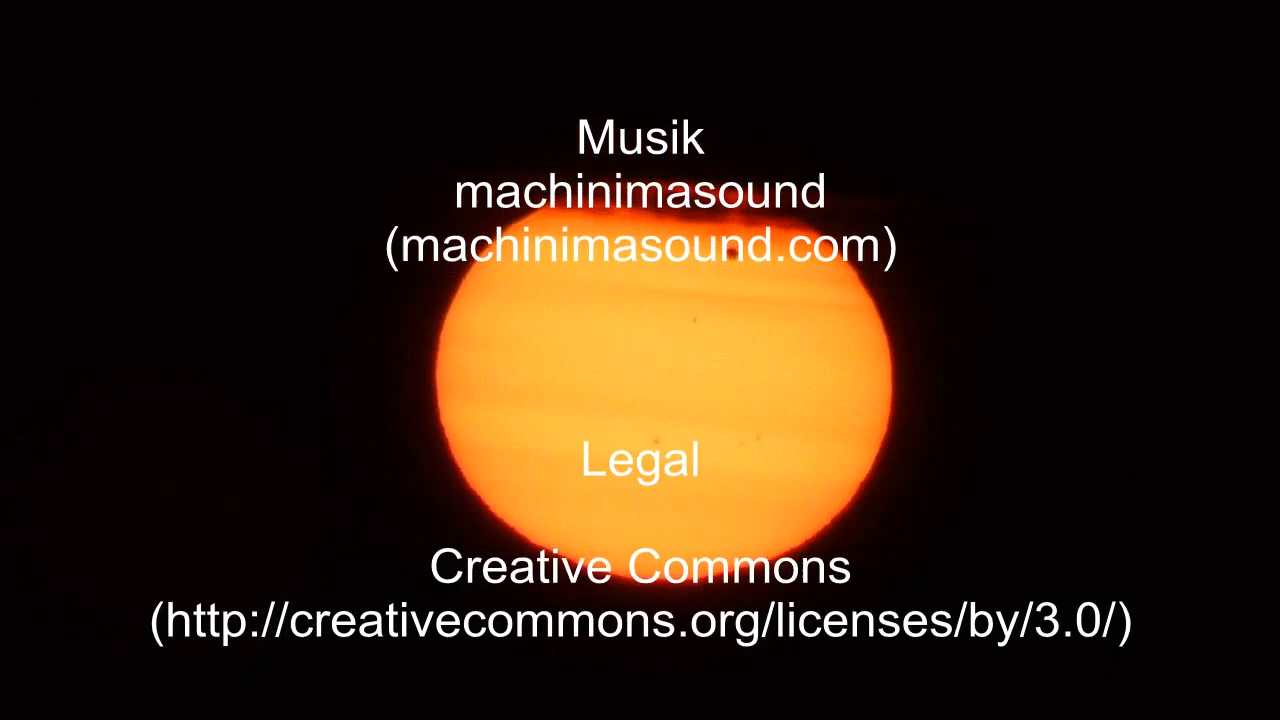 Musik
machinimasound
(machinimasound.com)
Legal
Creative Commons
(http://creativecommons.org/licenses/by/3.0/)